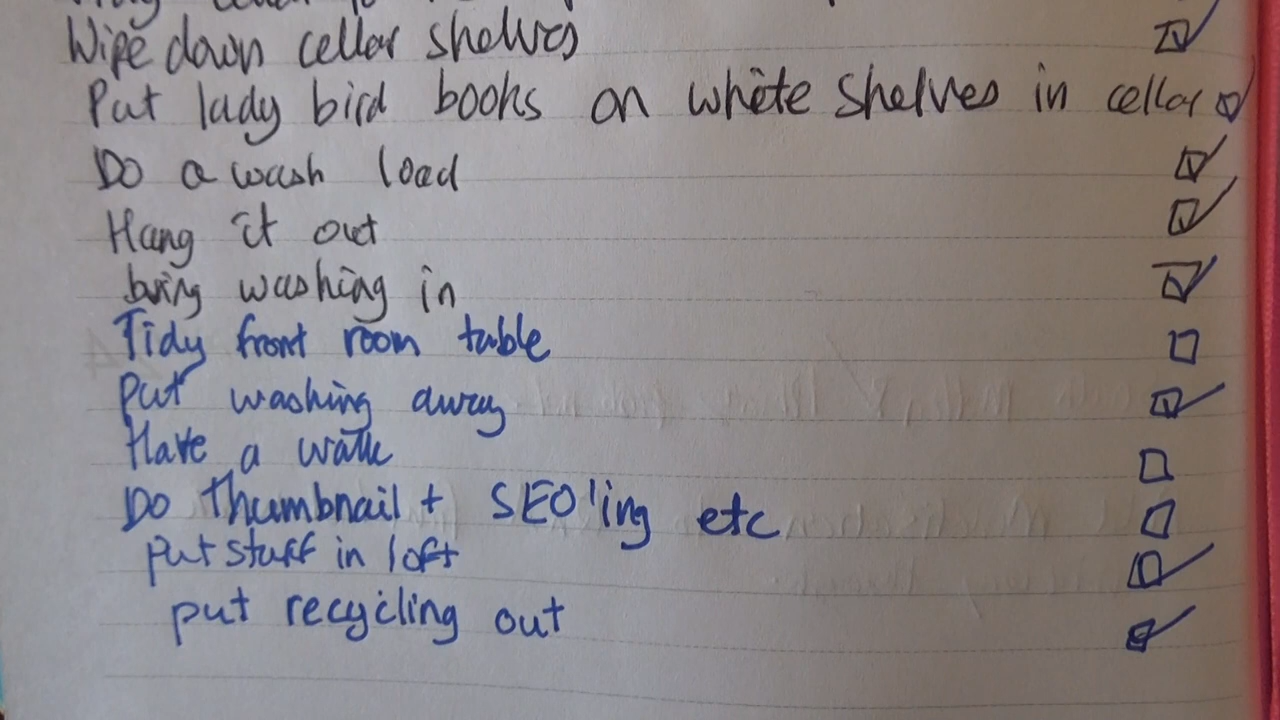 Wipe down cellar shelves
Put lady bird books on white shelves in cellar
Do a wash load
Hang it out
bring washing in
Tidy front room table
Put washing away
Have a walk
Do Thumbnail + SEO'ing etc
put stuff in loft
put recycling out